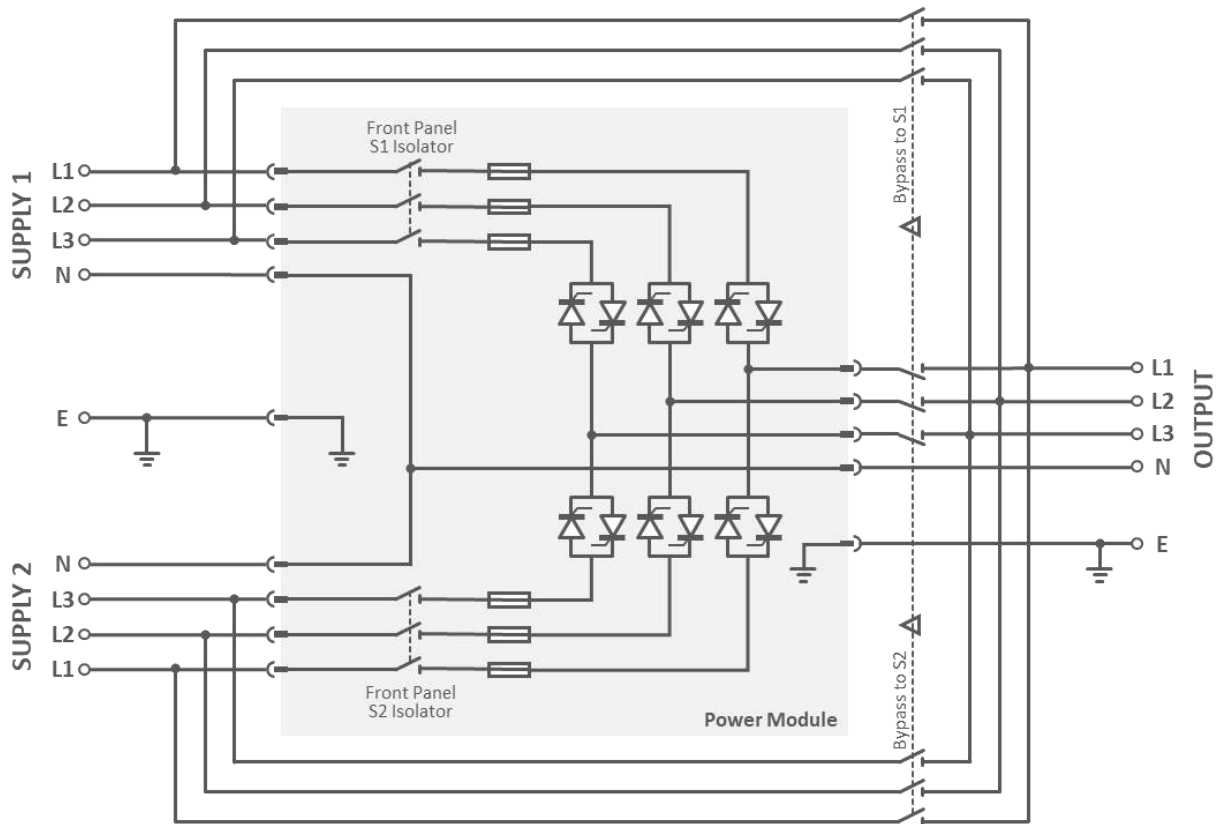 Front Panel
S1 Isolator
Bypass to S1
SUPPLY 1
L1
L2
L3
N
E
L1
L2
L3
N
E
OUTPUT
SUPPLY 2
N
L3
L2
L1
Front Panel
S2 Isolator
Power Module
Bypass to S2